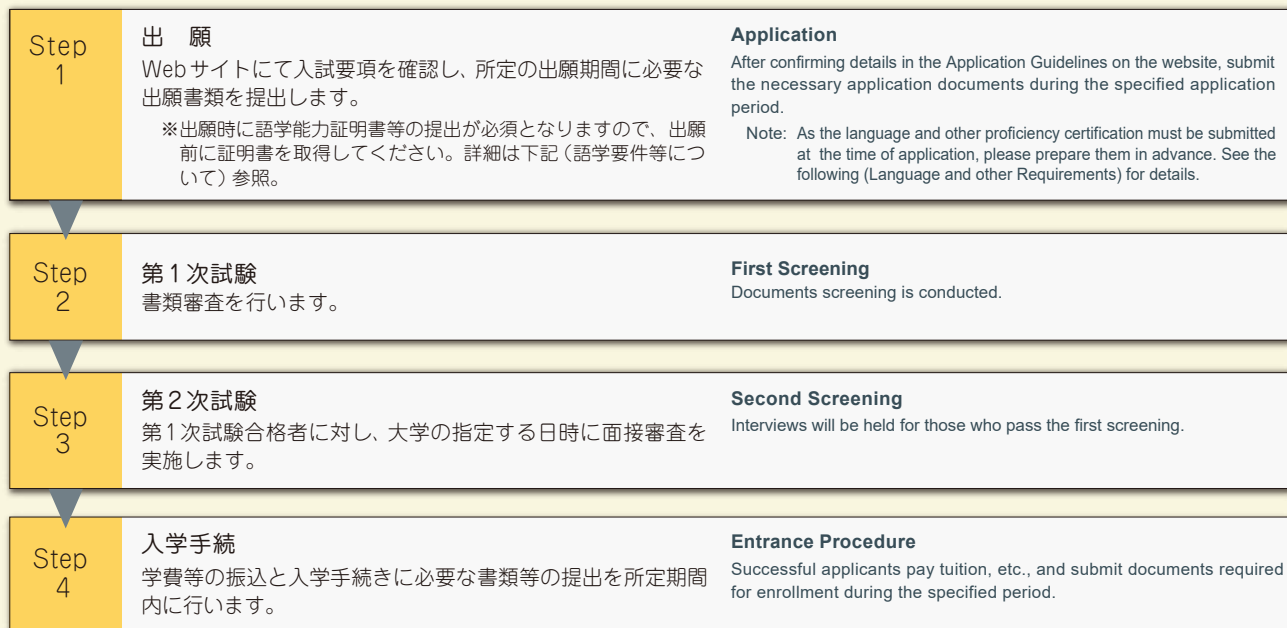 Step
1
出　願
Webサイトにて入試要項を確認し、所定の出願期間に必要な
出願書類を提出します。
※出願時に語学能力証明書等の提出が必須となりますので、出願
前に証明書を取得してください。詳細は下記（語学要件等につ
いて）参照。
Application
After confirming details in the Application Guidelines on the website, submit
the necessary application documents during the specified application
period.
Note: As the language and other proficiency certification must be submitted
at the time of application, please prepare them in advance. See the
following (Language and other Requirements) for details.
Step
2
第1次試験
書類審査を行います。
First Screening
Documents screening is conducted.
Step
3
第2次試験
第1次試験合格者に対し、大学の指定する日時に面接審査を
実施します。
Second Screening
Interviews will be held for those who pass the first screening.
Step
4
入学手続
学費等の振込と入学手続きに必要な書類等の提出を所定期間
内に行います。
Entrance Procedure
Successful applicants pay tuition, etc., and submit documents required
for enrollment during the specified period.